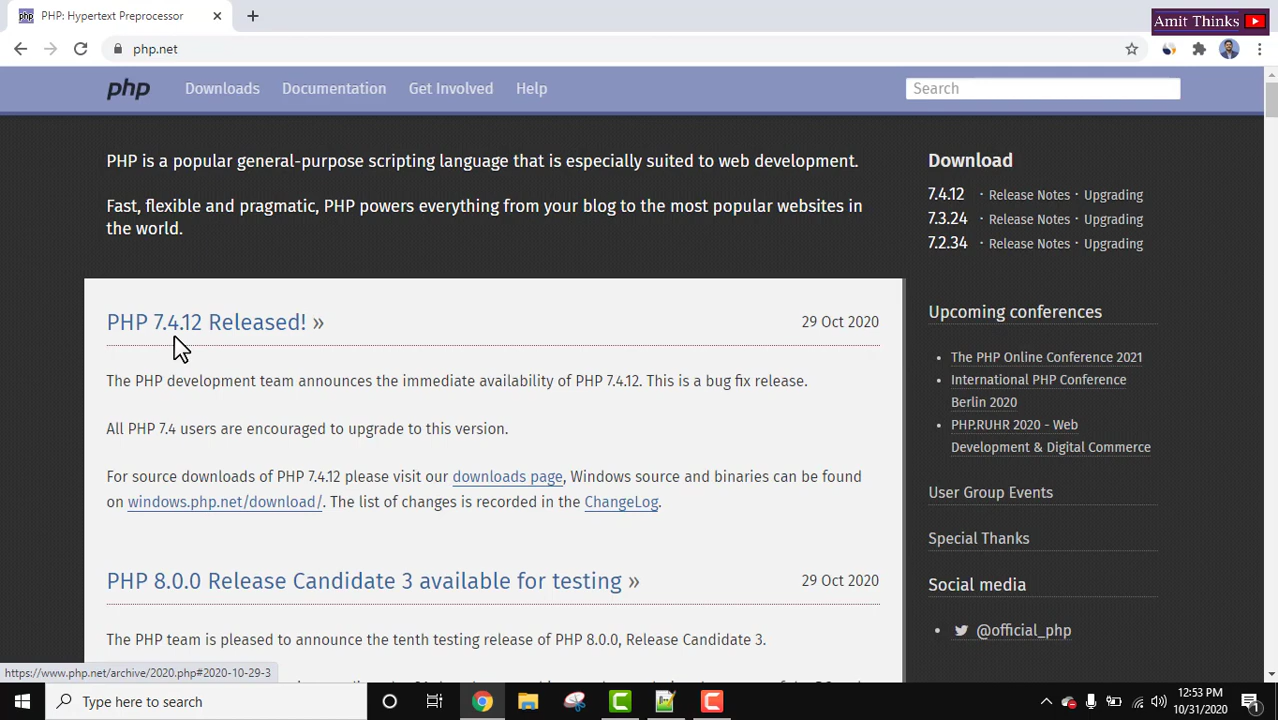 PHP: Hypertext Preprocessor
Amit Thinks
php.net
php Downloads Documentation Get Involved Help Search
PHP is a popular general-purpose scripting language that is especially suited to web development.
Fast, flexible and pragmatic, PHP powers everything from your blog to the most popular websites in
the world.
Download
7.4.12 · Release Notes · Upgrading
7.3.24 · Release Notes · Upgrading
7.2.34 · Release Notes · Upgrading
PHP 7.4.12 Released! » 29 Oct 2020
The PHP development team announces the immediate availability of PHP 7.4.12. This is a bug fix release.
All PHP 7.4 users are encouraged to upgrade to this version.
For source downloads of PHP 7.4.12 please visit our downloads page, Windows source and binaries can be found
on windows.php.net/download/. The list of changes is recorded in the ChangeLog.
PHP 8.0.0 Release Candidate 3 available for testing » 29 Oct 2020
The PHP team is pleased to announce the tenth testing release of PHP 8.0.0, Release Candidate 3.
Upcoming conferences
• The PHP Online Conference 2021
• International PHP Conference
Berlin 2020
• PHP.RUHR 2020 - Web
Development & Digital Commerce
User Group Events
Special Thanks
Social media
• @official_php
https://www.php.net/archive/2020.php#2020-10-29-3
Type here to search
12:53 PM
10/31/2020